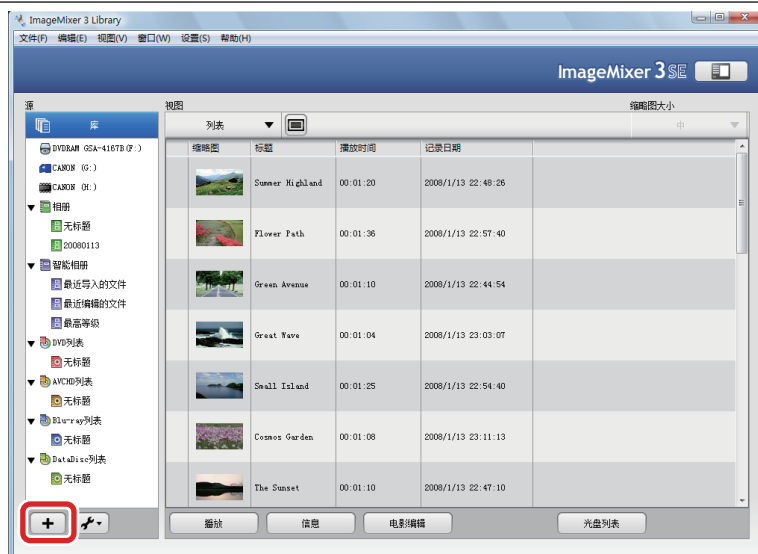 ImageMixer 3 Library
文件(F) 编辑(E) 视图(V) 窗口(W) 设置(S) 帮助(H)
ImageMixer 3 SE
源
视图
缩略图大小
库
列表
中
DVDRAM GSA-4167B(F:)
CANON (G:)
CANON (H:)
相册
无标题
20080113
智能相册
最近导入的文件
最近编辑的文件
最高等级
DVD列表
无标题
AVCHD列表
无标题
Blu-ray列表
无标题
DataDisc列表
无标题
缩略图 标题 播放时间 记录日期
Summer Highland 00:01:20 2008/1/13 22:48:26
Flower Path 00:01:36 2008/1/13 22:57:40
Green Avenue 00:01:10 2008/1/13 22:44:54
Great Wave 00:01:04 2008/1/13 23:03:07
Small Island 00:01:25 2008/1/13 22:54:40
Cosmos Garden 00:01:08 2008/1/13 23:11:13
The Sunset 00:01:10 2008/1/13 22:47:10
播放 信息 电影编辑 光盘列表